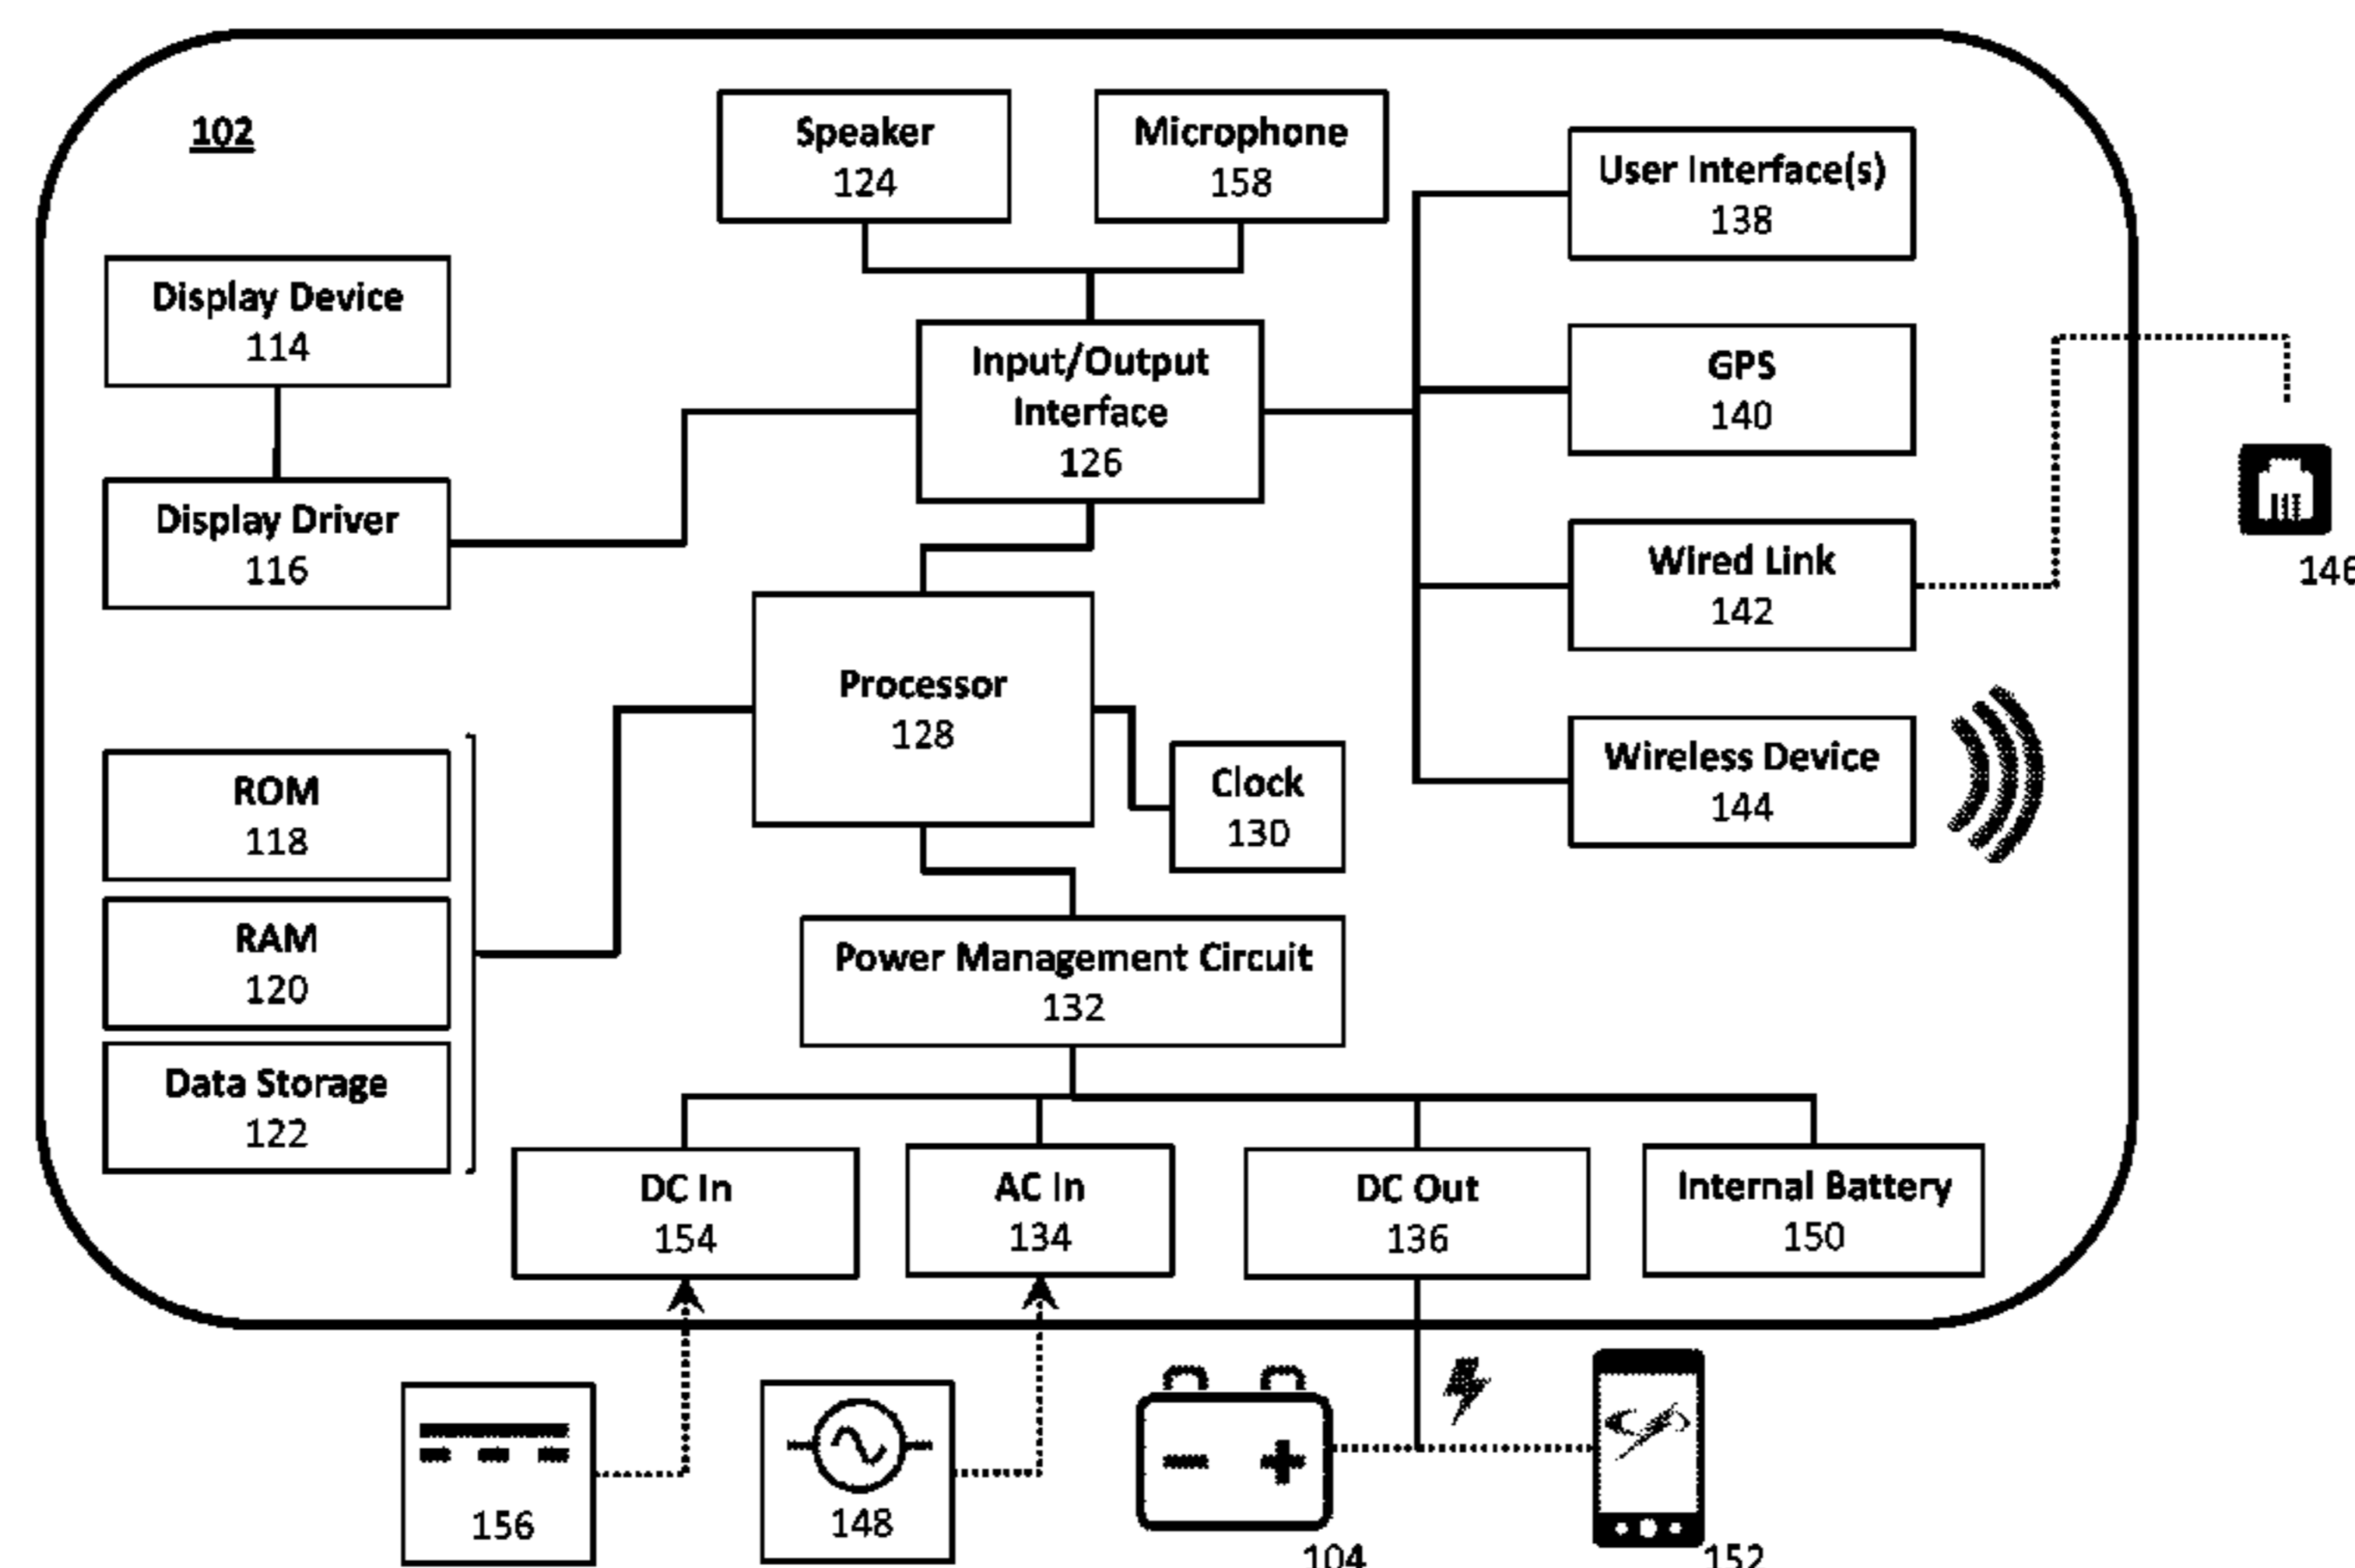 102
Speaker
124
Microphone
158
User Interface(s)
138
Display Device
114
Input/Output
Interface
126
GPS
140
Display Driver
116
Wired Link
142
146
Processor
128
Clock
130
Wireless Device
144
ROM
118
RAM
120
Data Storage
122
Power Management Circuit
132
DC In
154
AC In
134
DC Out
136
Internal Battery
150
156
148
104
152